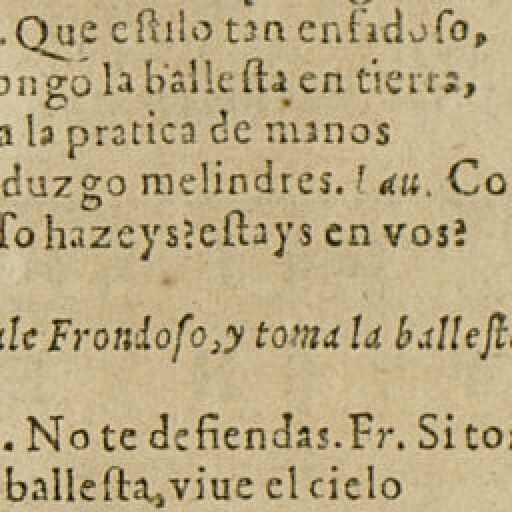 . Que eſtilo tan enfadoſo,
ongo la balleſta en tierra,
a la pratica de manos
duzgo melindres. Lau. Co
ſo hazeys? eſtays en vos?
ale Frondoſo, y toma la balleſt
. No te defiendas. Fr. Si to
balleſta, viue el cielo